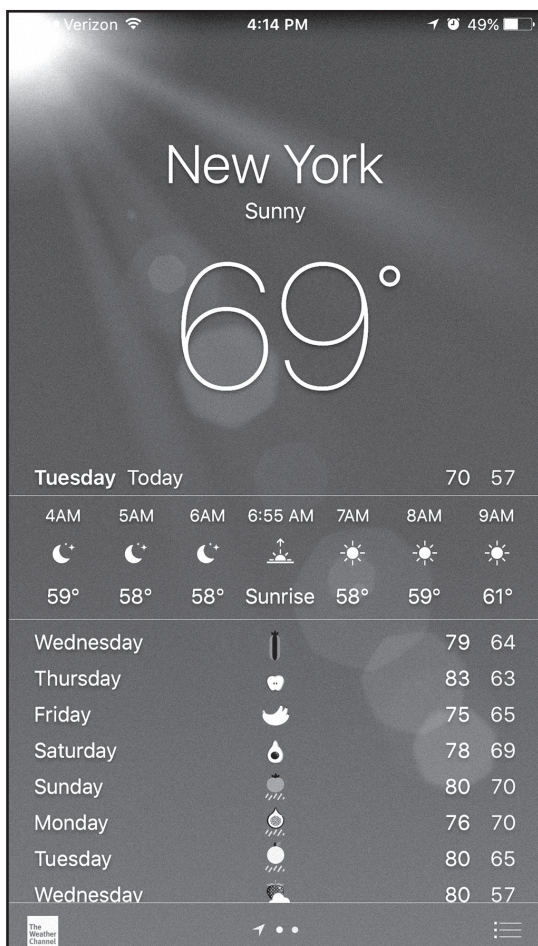 Verizon 4:14 PM 49%
New York
Sunny
69°
Tuesday Today 70 57
4AM 5AM 6AM 6:55 AM 7AM 8AM 9AM
59° 58° 58° Sunrise 58° 59° 61°
Wednesday 79 64
Thursday 83 63
Friday 75 65
Saturday 78 69
Sunday 80 70
Monday 76 70
Tuesday 80 65
Wednesday 80 57
The
Weather
Channel